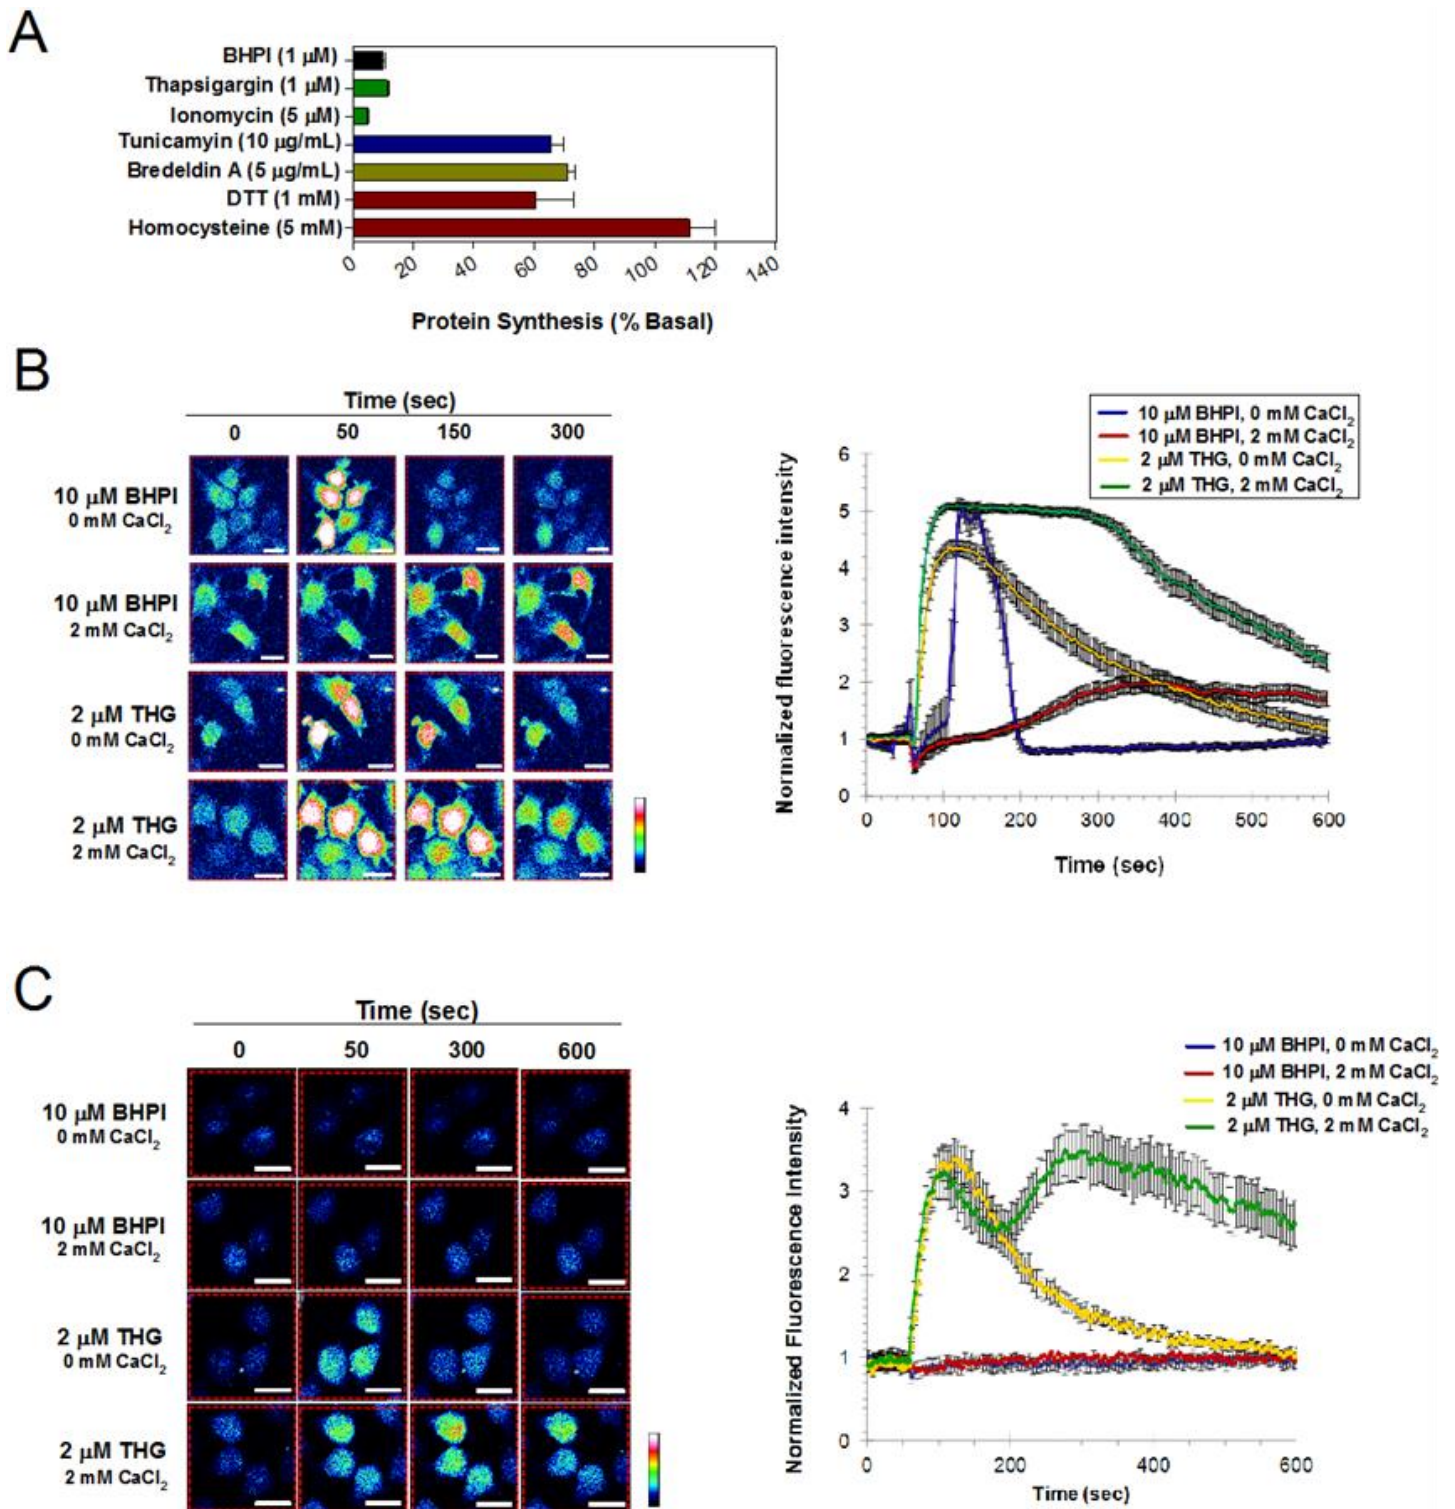 A
BHPI (1 μM)
Thapsigargin (1 μM)
Ionomycin (5 μM)
Tunicamyin (10 μg/mL)
Bredeldin A (5 μg/mL)
DTT (1 mM)
Homocysteine (5 mM)
0 20 40 60 80 100 120 140
Protein Synthesis (% Basal)
B
Time (sec)
0 50 150 300
10 μM BHPI
0 mM CaCl₂
10 μM BHPI
2 mM CaCl₂
2 μM THG
0 mM CaCl₂
2 μM THG
2 mM CaCl₂
10 μM BHPI, 0 mM CaCl₂
10 μM BHPI, 2 mM CaCl₂
2 μM THG, 0 mM CaCl₂
2 μM THG, 2 mM CaCl₂
Normalized fluorescence intensity
6
5
4
3
2
1
0
0 100 200 300 400 500 600
Time (sec)
C
Time (sec)
0 50 300 600
10 μM BHPI
0 mM CaCl₂
10 μM BHPI
2 mM CaCl₂
2 μM THG
0 mM CaCl₂
2 μM THG
2 mM CaCl₂
10 μM BHPI, 0 mM CaCl₂
10 μM BHPI, 2 mM CaCl₂
2 μM THG, 0 mM CaCl₂
2 μM THG, 2 mM CaCl₂
Normalized Fluorescence Intensity
4
3
2
1
0
0 200 400 600
Time (sec)